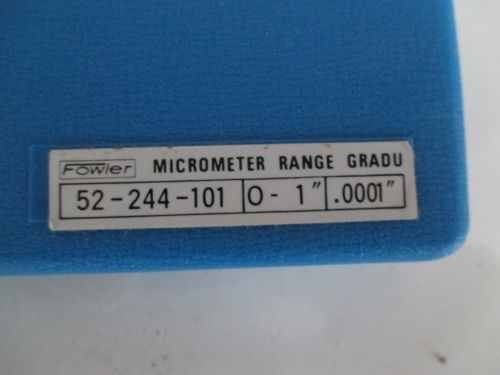 Fowler MICROMETER RANGE GRADU
52-244-101 0 - 1" .0001"